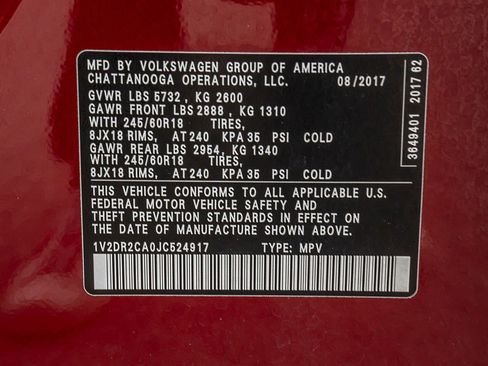 MFD BY VOLKSWAGEN GROUP OF AMERICA
CHATTANOOGA OPERATIONS, LLC. 08/2017
GVWR LBS 5732 , KG 2600
GAWR FRONT LBS 2888 , KG 1310
WITH 245/60R18 TIRES,
8JX18 RIMS, AT 240 KPA 35 PSI COLD
GAWR REAR LBS 2954, KG 1340
WITH 245/60R18 TIRES,
8JX18 RIMS, AT 240 KPA 35 PSI COLD
THIS VEHICLE CONFORMS TO ALL APPLICABLE U.S.
FEDERAL MOTOR VEHICLE SAFETY AND
THEFT PREVENTION STANDARDS IN EFFECT ON
THE DATE OF MANUFACTURE SHOWN ABOVE.
1V2DR2CA0JC524917 TYPE: MPV
3649401 2017 62